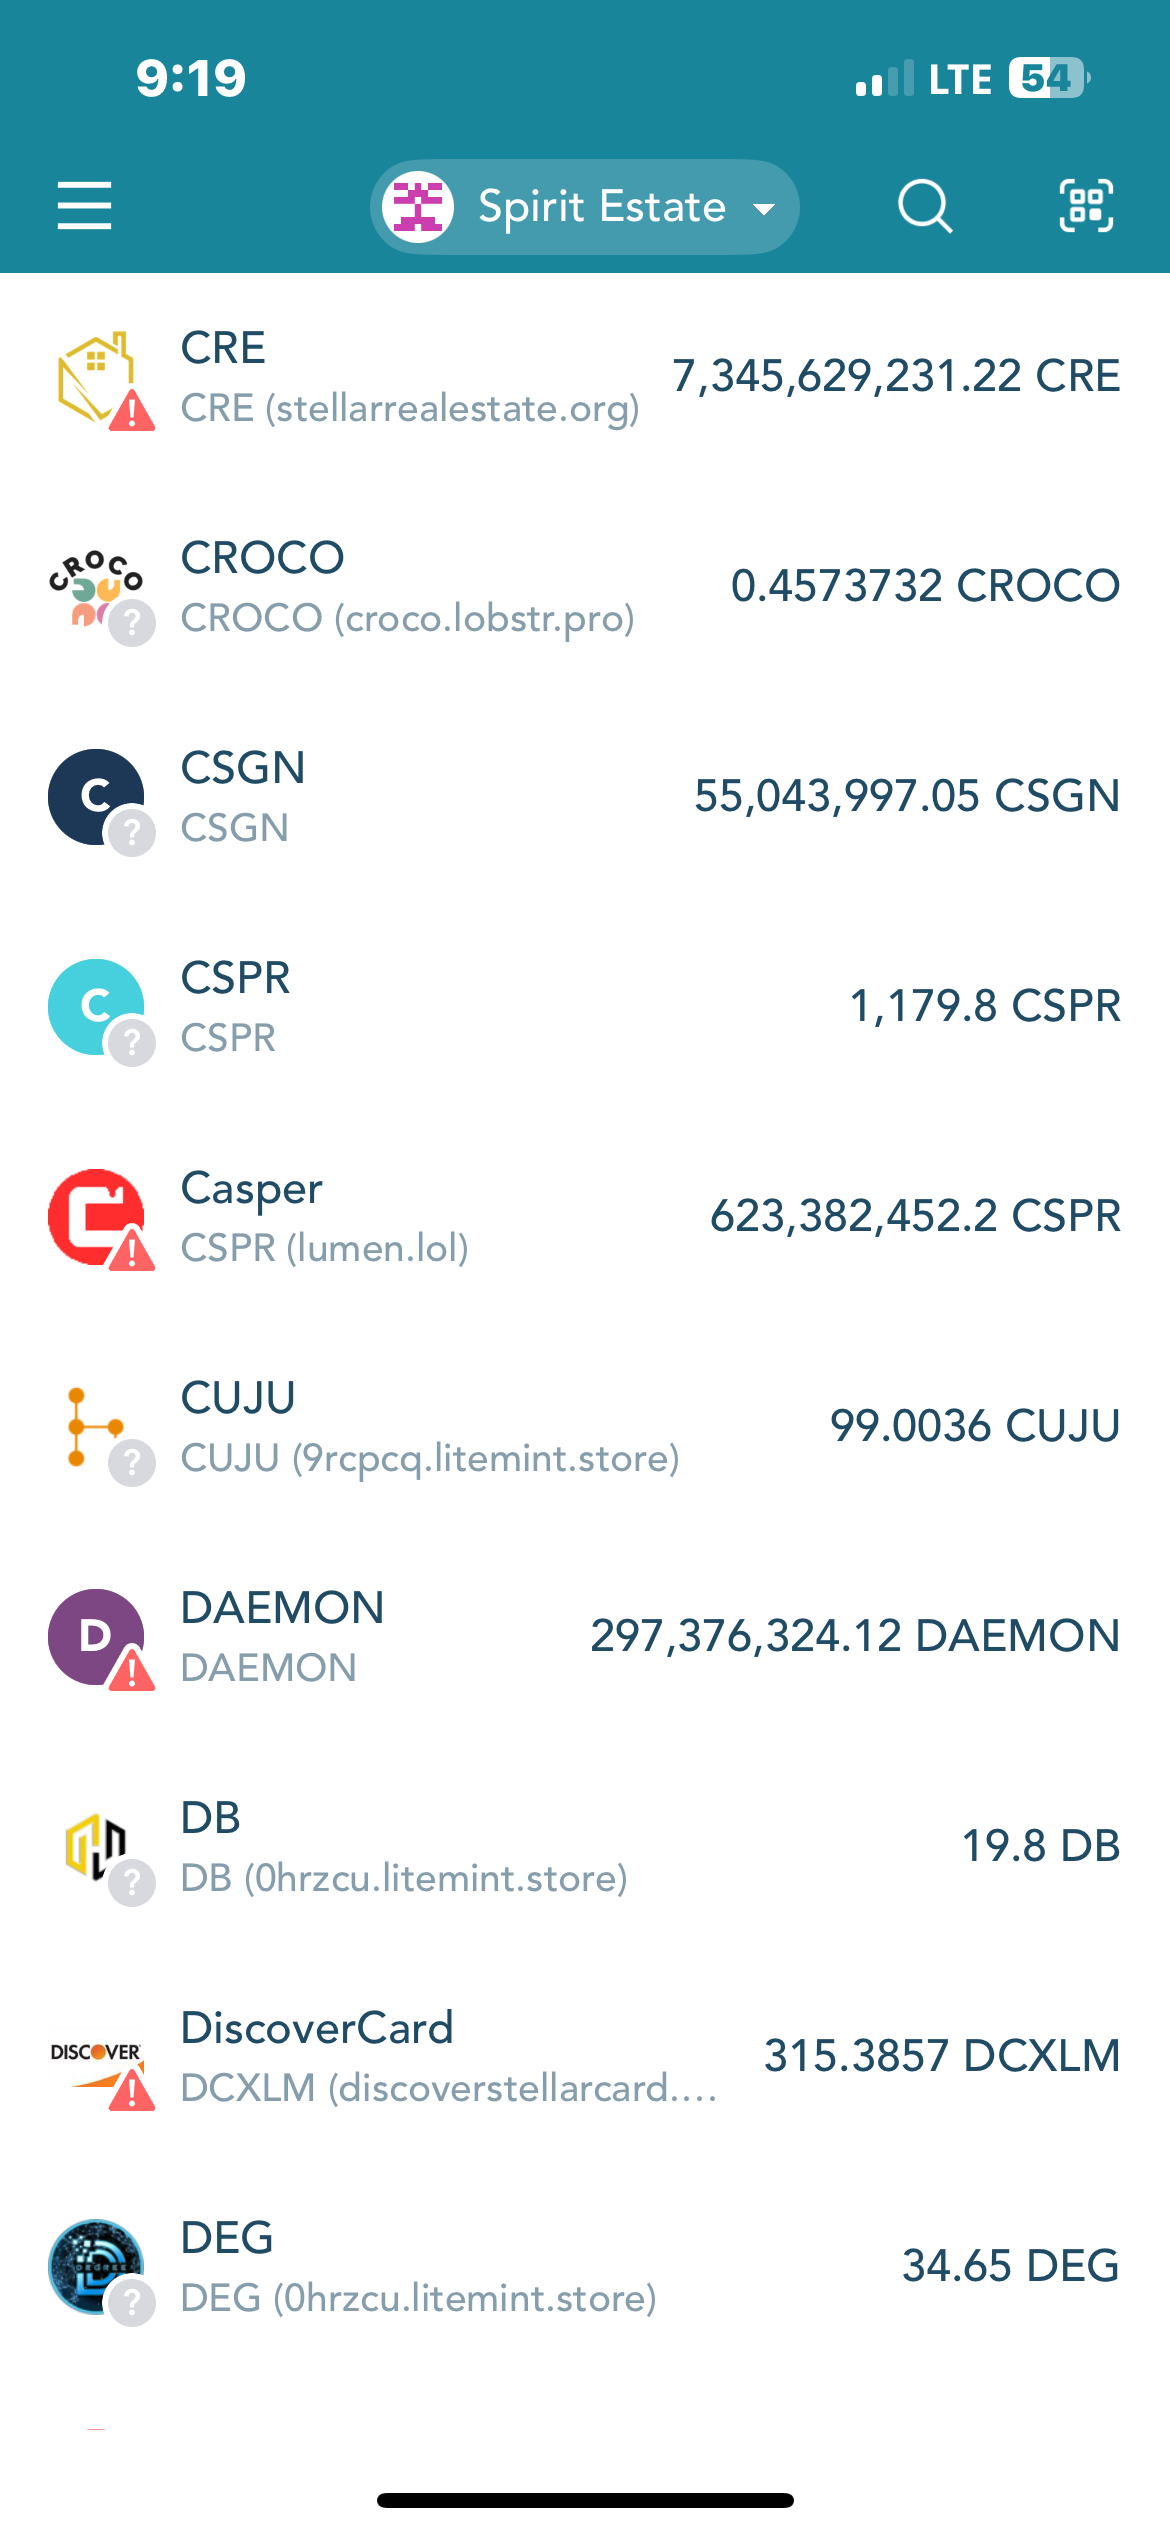 9:19
LTE 54
Spirit Estate
CRE
7,345,629,231.22 CRE
CRE (stellarrealestate.org)
CROCO
CROCO
0.4573732 CROCO
CROCO (croco.lobstr.pro)
C
CSGN
55,043,997.05 CSGN
CSGN
C
CSPR
1,179.8 CSPR
CSPR
Casper
623,382,452.2 CSPR
CSPR (lumen.lol)
CUJU
99.0036 CUJU
CUJU (9rcpcq.litemint.store)
D
DAEMON
297,376,324.12 DAEMON
DAEMON
DB
19.8 DB
DB (0hrzcu.litemint.store)
DISCOVER
DiscoverCard
315.3857 DCXLM
DCXLM (discoverstellarcard....
DEG
34.65 DEG
DEG (0hrzcu.litemint.store)